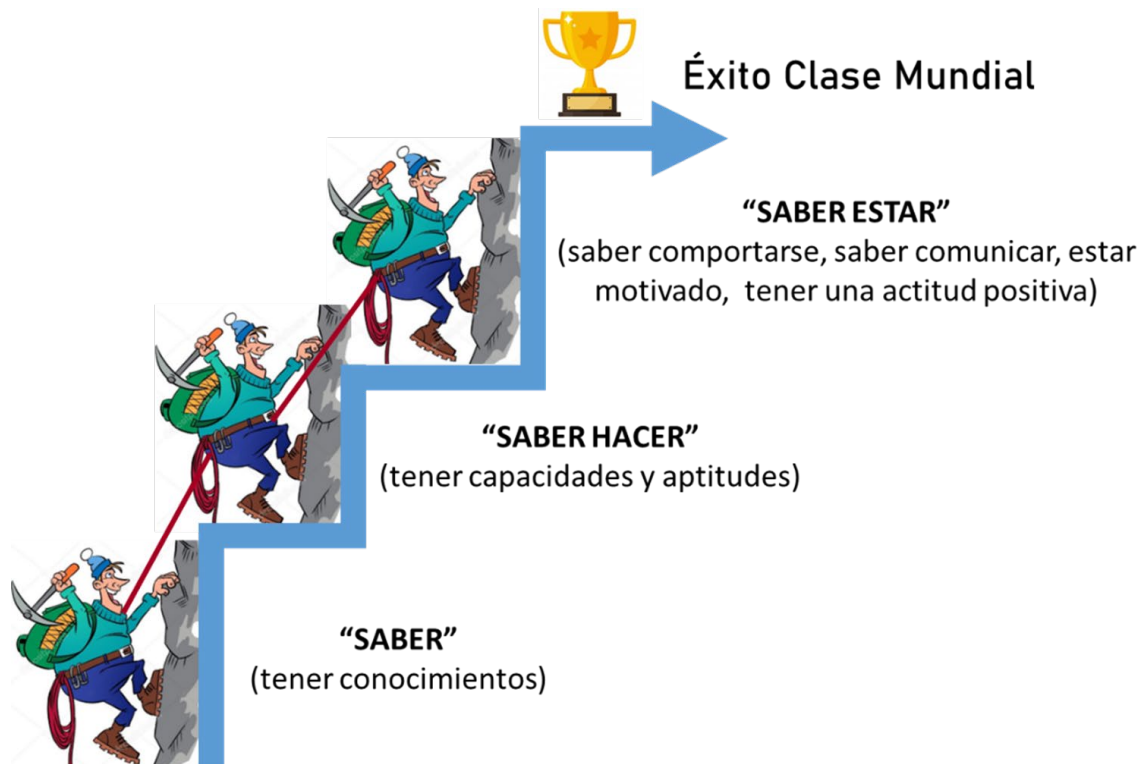 Éxito Clase Mundial
“SABER ESTAR”
(saber comportarse, saber comunicar, estar
motivado, tener una actitud positiva)
“SABER HACER”
(tener capacidades y aptitudes)
“SABER”
(tener conocimientos)